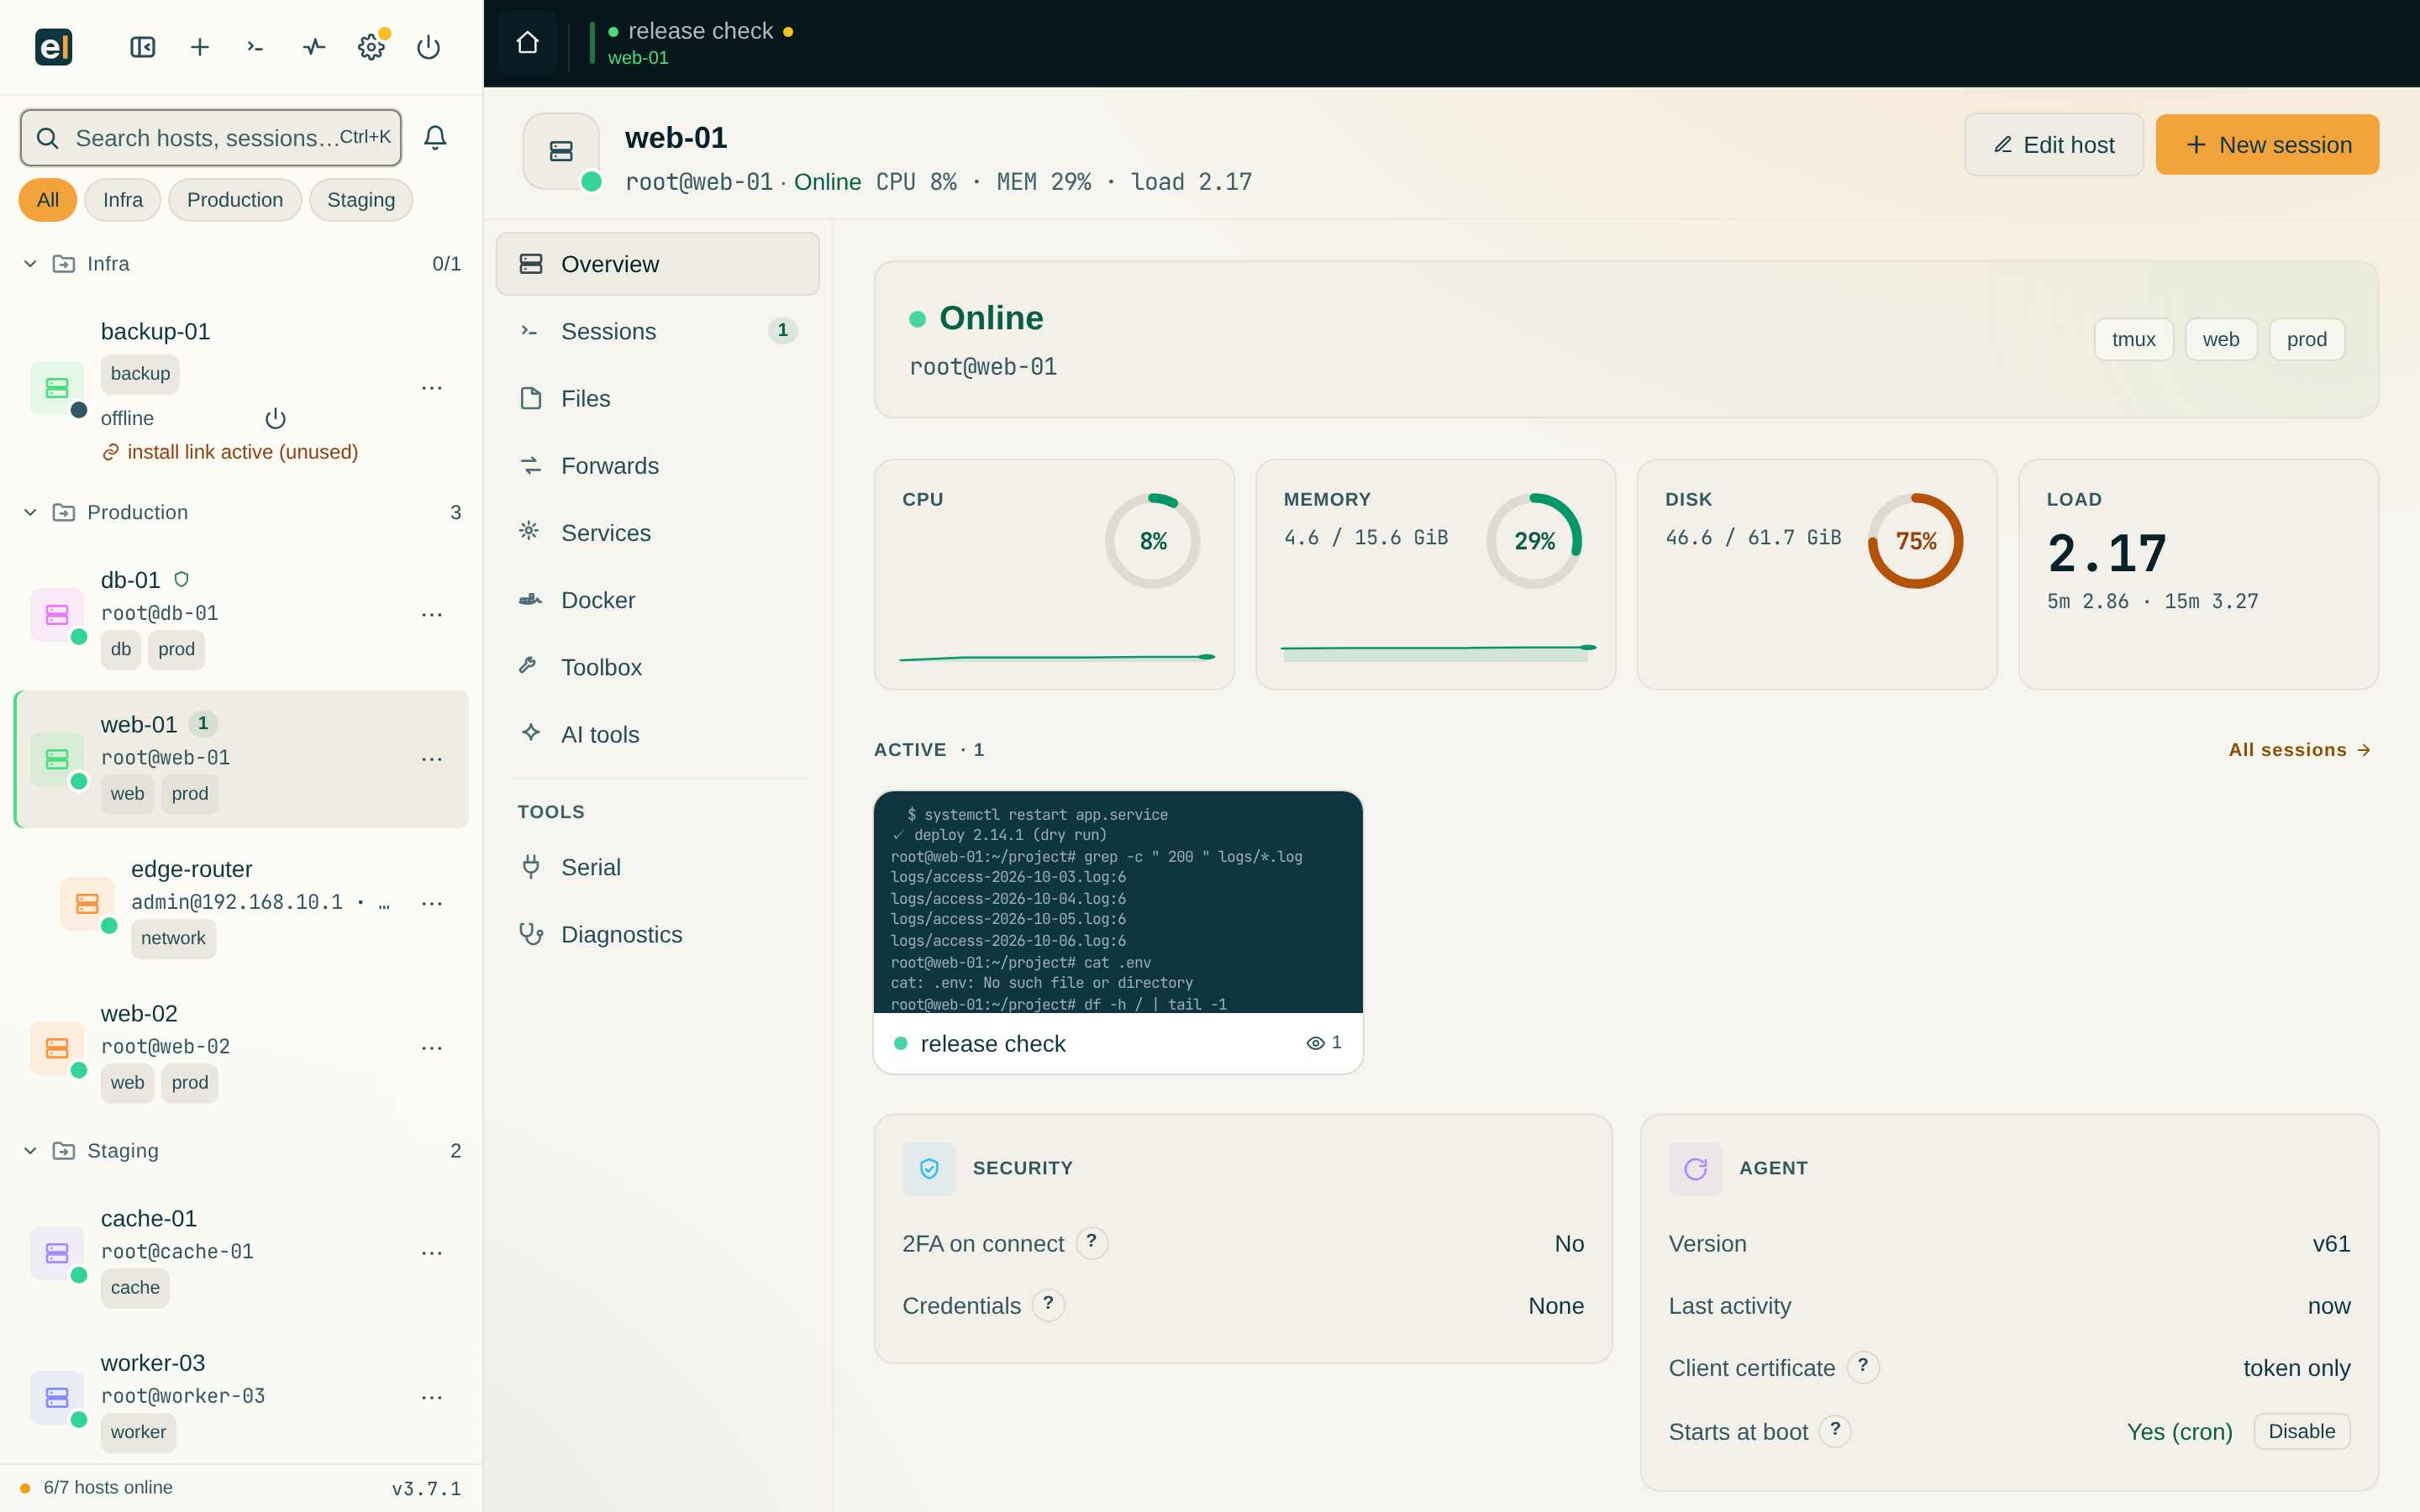 el
Search hosts, sessions… Ctrl+K
All Infra Production Staging
Infra 0/1
backup-01
backup
offline
install link active (unused)
Production 3
db-01
root@db-01
db prod
web-01 1
root@web-01
web prod
edge-router
admin@192.168.10.1 • …
network
web-02
root@web-02
web prod
Staging 2
cache-01
root@cache-01
cache
worker-03
root@worker-03
worker
6/7 hosts online v3.7.1
release check
web-01
web-01
root@web-01 · Online CPU 8% · MEM 29% · load 2.17
Edit host
New session
Overview
Sessions 1
Files
Forwards
Services
Docker
Toolbox
AI tools
TOOLS
Serial
Diagnostics
Online
root@web-01
tmux web prod
CPU
8%
MEMORY
4.6 / 15.6 GiB
29%
DISK
46.6 / 61.7 GiB
75%
LOAD
2.17
5m 2.86 · 15m 3.27
ACTIVE · 1
All sessions →
$ systemctl restart app.service
✓ deploy 2.14.1 (dry run)
root@web-01:~/project# grep -c " 200 " logs/*.log
logs/access-2026-10-03.log:6
logs/access-2026-10-04.log:6
logs/access-2026-10-05.log:6
logs/access-2026-10-06.log:6
root@web-01:~/project# cat .env
cat: .env: No such file or directory
root@web-01:~/project# df -h / | tail -1
release check 1
SECURITY
2FA on connect ? No
Credentials ? None
AGENT
Version v61
Last activity now
Client certificate ? token only
Starts at boot ? Yes (cron) Disable